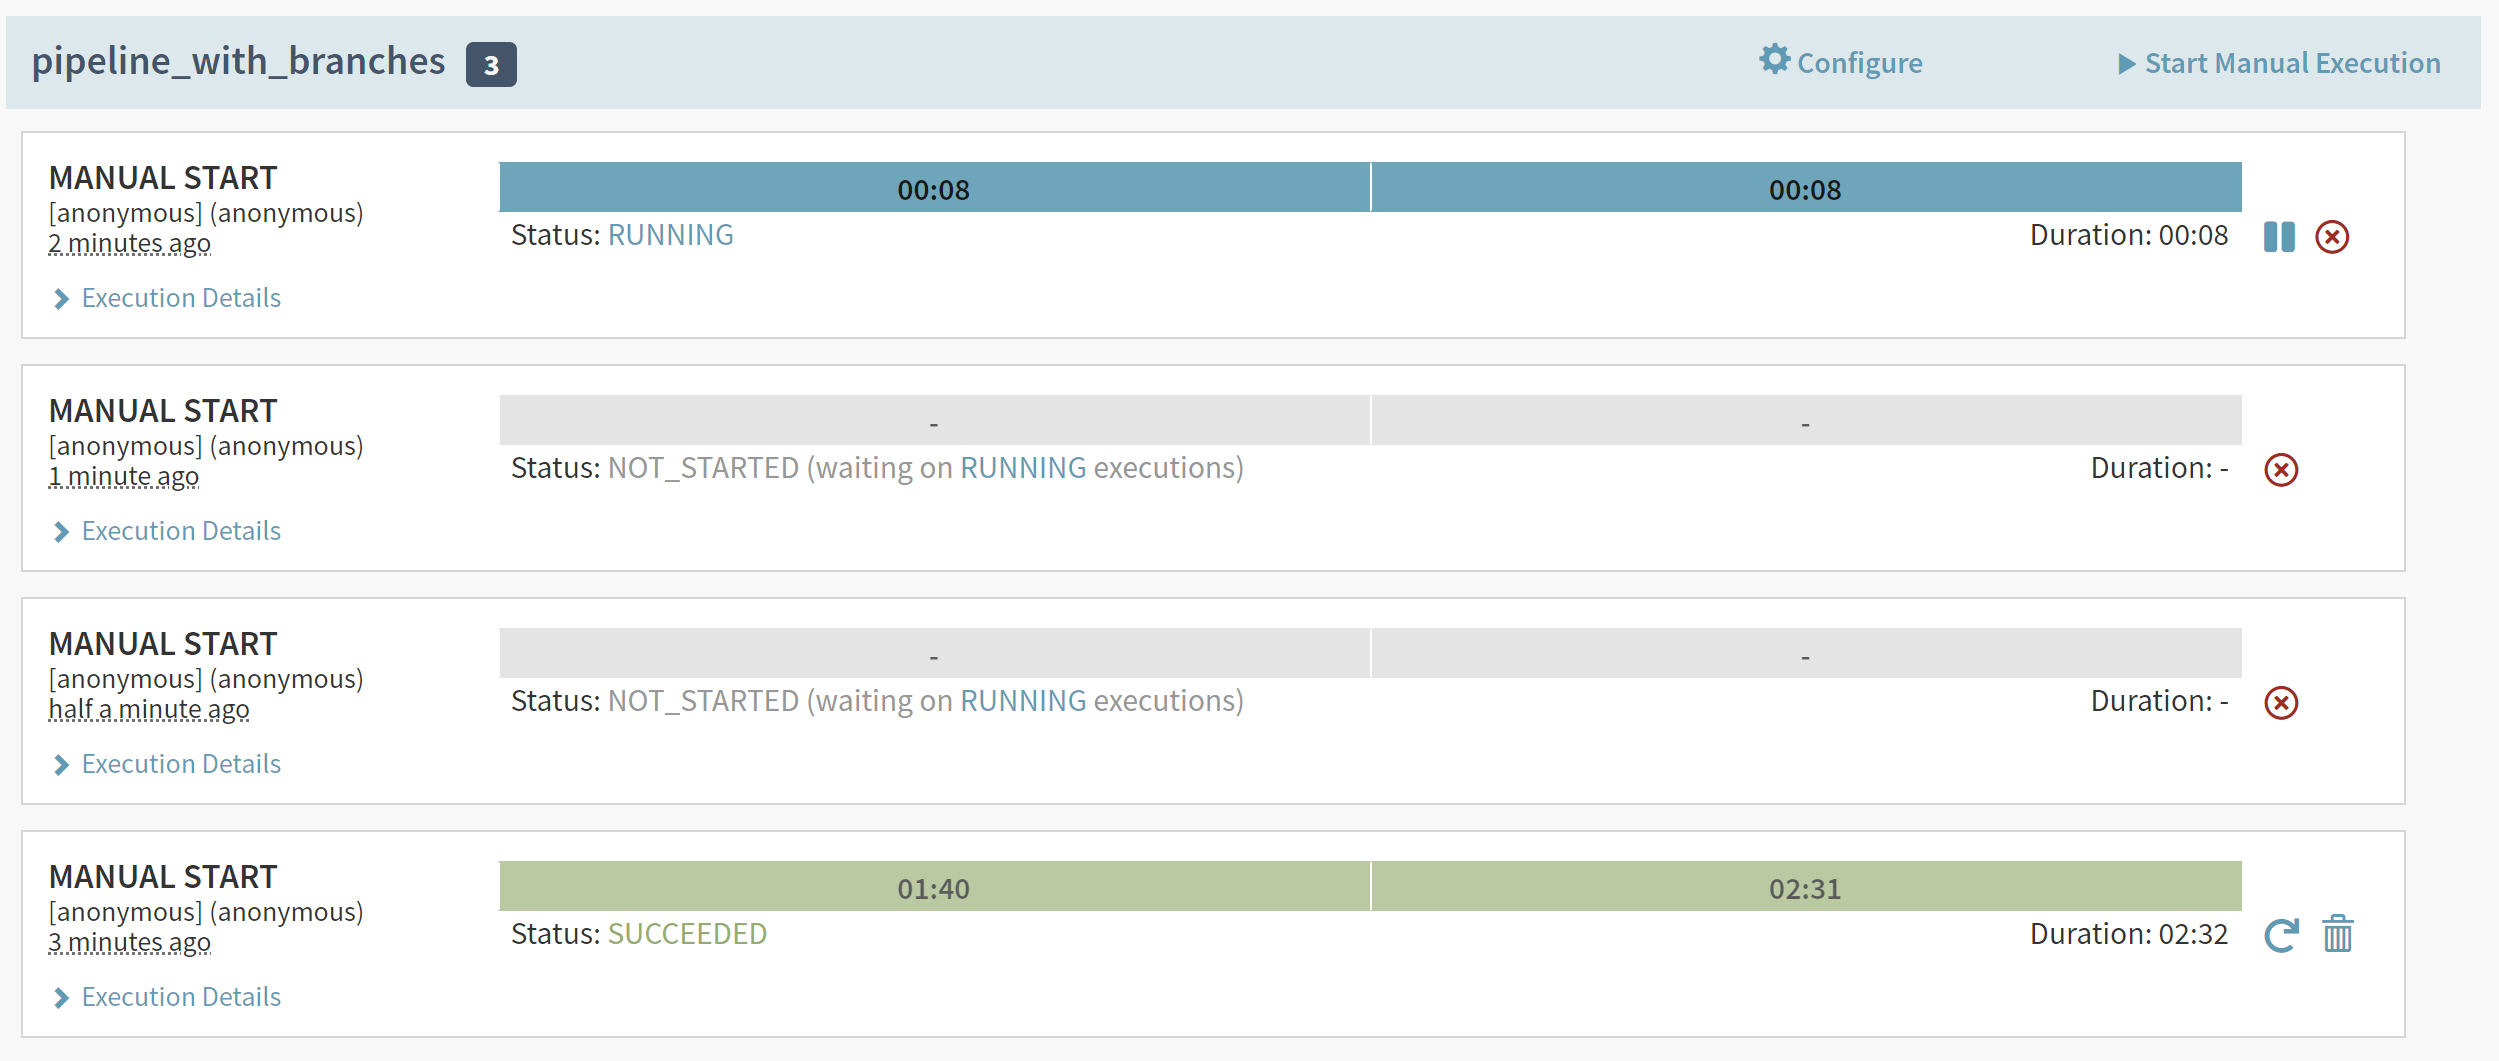 pipeline_with_branches 3 Configure Start Manual Execution
MANUAL START 00:08 00:08
[anonymous] (anonymous) Status: RUNNING Duration: 00:08
2 minutes ago
Execution Details
MANUAL START - -
[anonymous] (anonymous) Status: NOT_STARTED (waiting on RUNNING executions) Duration: -
1 minute ago
Execution Details
MANUAL START - -
[anonymous] (anonymous) Status: NOT_STARTED (waiting on RUNNING executions) Duration: -
half a minute ago
Execution Details
MANUAL START 01:40 02:31
[anonymous] (anonymous) Status: SUCCEEDED Duration: 02:32
3 minutes ago
Execution Details